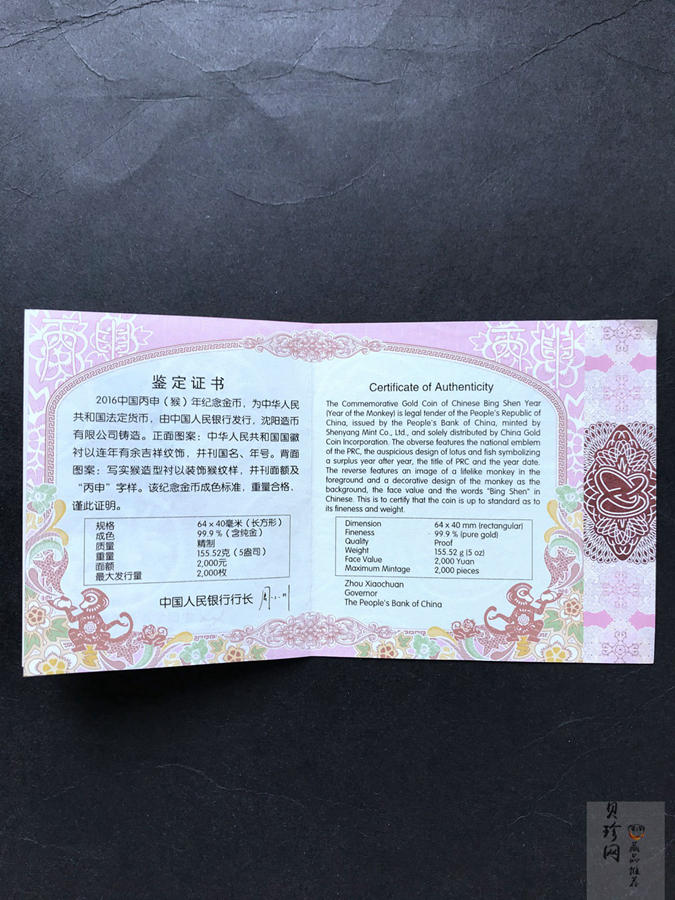 鉴定证书
2016中国丙申（猴）年纪念金币，为中华人民
共和国法定货币，由中国人民银行发行，沈阳造币
有限公司铸造。正面图案：中华人民共和国国徽
衬以连年有余吉祥纹饰，并刊国名、年号。背面
图案：写实猴造型衬以装饰猴纹样，并刊面额及
“丙申”字样。该纪念金币成色标准，重量合格，
谨此证明。
规格 64×40毫米（长方形）
成色 99.9％（含纯金）
质量 精制
重量 155.52克（5盎司）
面额 2,000元
最大发行量 2,000枚
中国人民银行行长
Certificate of Authenticity
The Commemorative Gold Coin of Chinese Bing Shen Year
(Year of the Monkey) is legal tender of the People's Republic of
China, issued by the People's Bank of China, minted by
Shenyang Mint Co., Ltd., and solely distributed by China Gold
Coin Incorporation. The obverse features the national emblem
of the PRC, the auspicious design of lotus and fish symbolizing
a surplus year after year, the title of PRC and the year date.
The reverse features an image of a lifelike monkey in the
foreground and a decorative design of the monkey as the
background, the face value and the words "Bing Shen" in
Chinese. This is to certify that the coin is up to standard as to
its fineness and weight.
Dimension 64 x 40 mm (rectangular)
Fineness 99.9 % (pure gold)
Quality Proof
Weight 155.52 g (5 oz)
Face Value 2,000 Yuan
Maximum Mintage 2,000 pieces
Zhou Xiaochuan
Governor
The People's Bank of China
贝珍网
藏品推荐